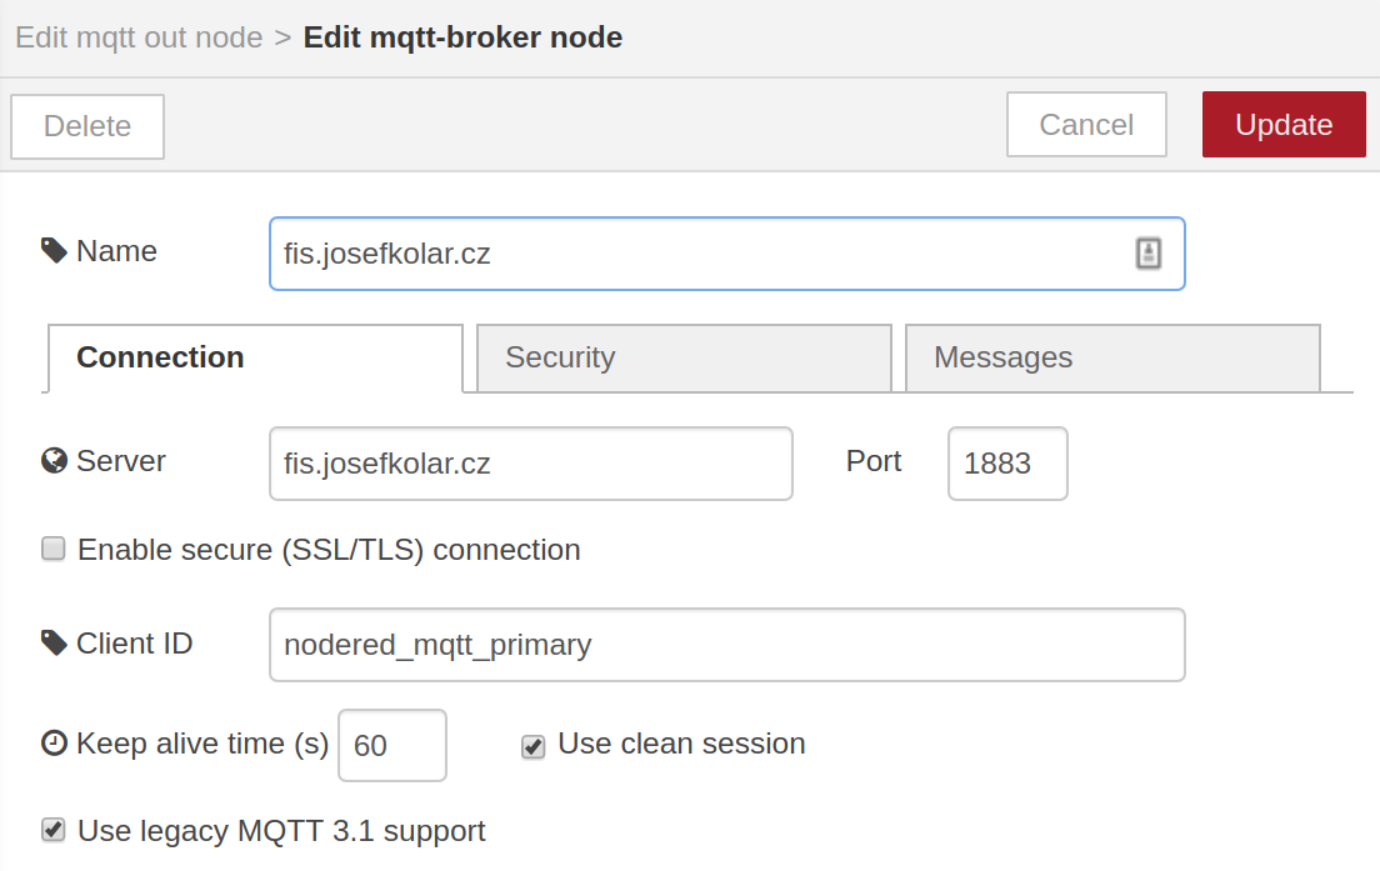 Edit mqtt out node > Edit mqtt-broker node
Delete Cancel Update
Name fis.josefkolar.cz
Connection Security Messages
Server fis.josefkolar.cz Port 1883
Enable secure (SSL/TLS) connection
Client ID nodered_mqtt_primary
Keep alive time (s) 60 Use clean session
Use legacy MQTT 3.1 support